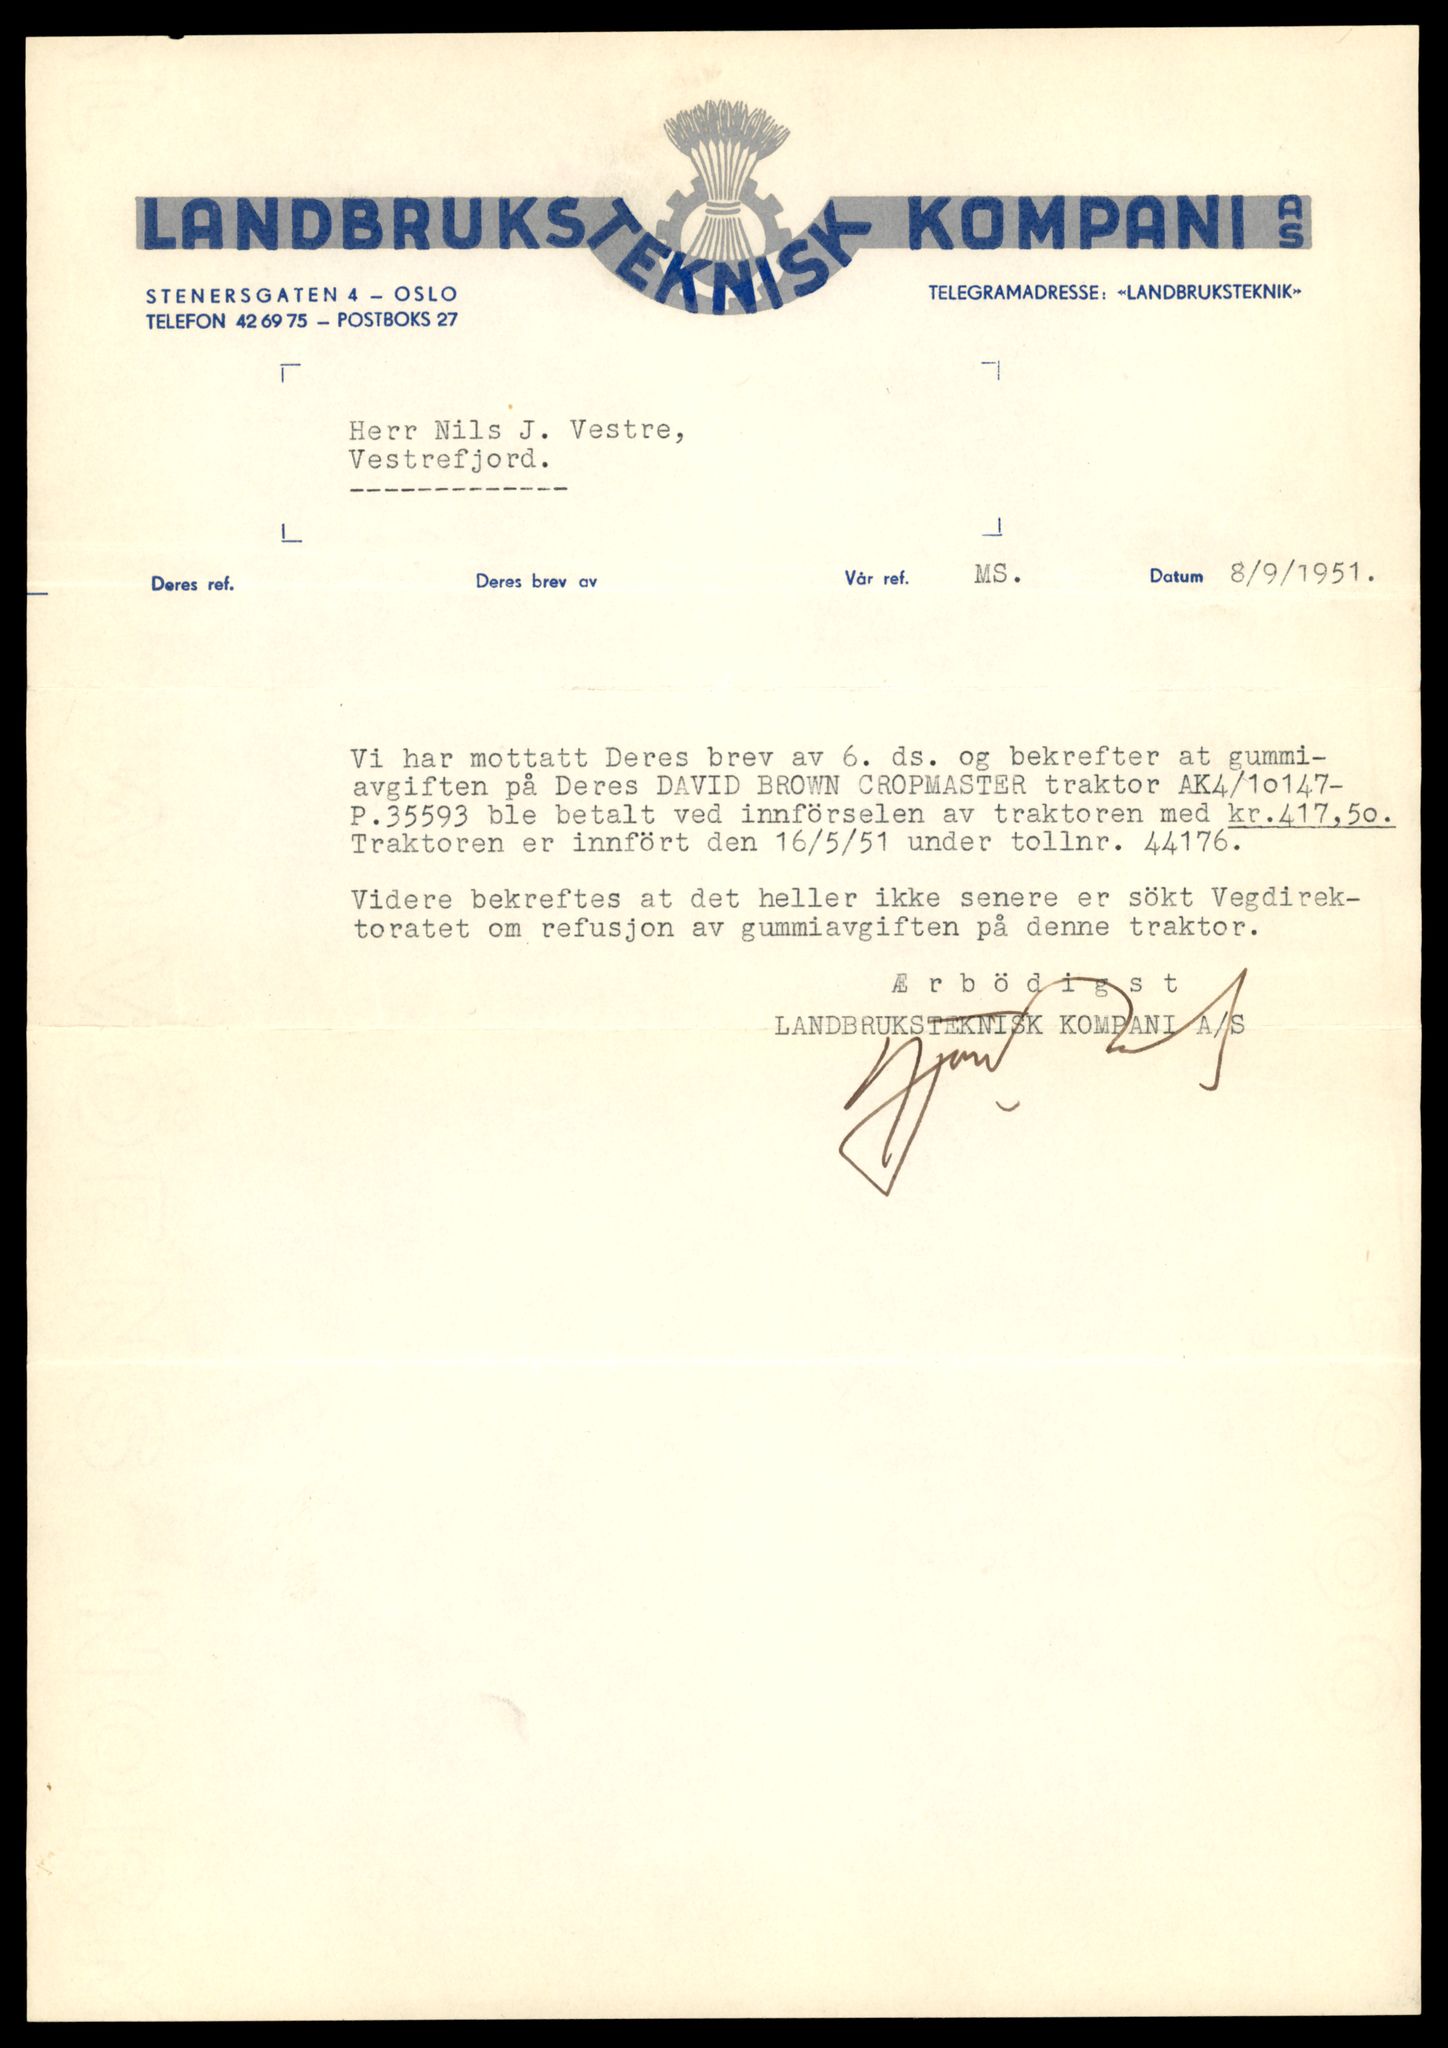 LANDBRUKSTEKNISK KOMPANI AS
STENERSGATEN 4 – OSLO
TELEFON 42 69 75 – POSTBOKS 27
TELEGRAMADRESSE: «LANDBRUKSTEKNIK»
Herr Nils J. Vestre,
Vestrefjord.
-------------
Deres ref. Deres brev av Vår ref. MS. Datum 8/9/1951.
Vi har mottatt Deres brev av 6. ds. og bekrefter at gummi-
avgiften på Deres DAVID BROWN CROPMASTER traktor AK4/10147-
P.35593 ble betalt ved innförselen av traktoren med kr.417,50.
Traktoren er innfört den 16/5/51 under tollnr. 44176.
Videre bekreftes at det heller ikke senere er sökt Vegdirek-
toratet om refusjon av gummiavgiften på denne traktor.
Æ r b ö d i g s t
LANDBRUKSTEKNISK KOMPANI A/S